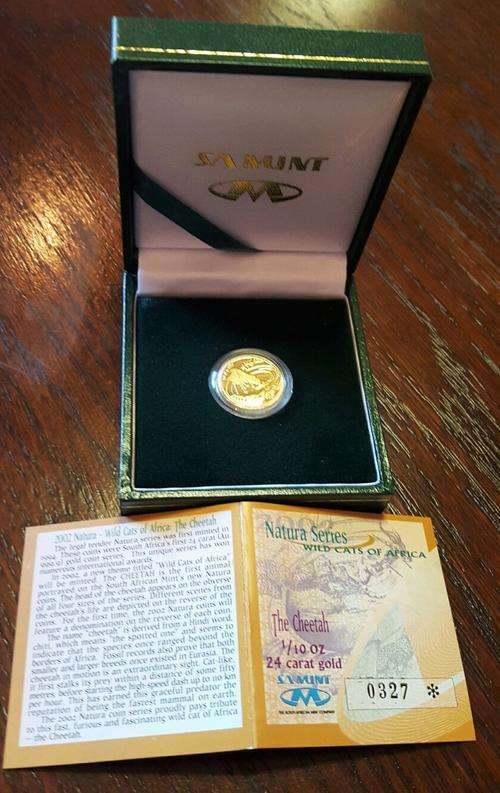 SA MINT
2002 Natura - Wild Cats of Africa: The Cheetah
The legal tender Natura series was first minted in
1994. These coins were South Africa's first 24 carat (Au
999.9) gold coin series. This unique series has won
various international awards.
In 2002, a new theme titled "Wild Cats of Africa"
will be minted. The CHEETAH is the first animal
portrayed on the South African Mint's new Natura
coins. The head of the cheetah appears on the obverse
of all four sizes of the series. Different scenes from
the cheetah's life are depicted on the reverse of the
coins. For the first time, the 2002 Natura coins will
feature a denomination on the reverse of each coin.
The name "cheetah" is derived from a Hindi word,
chiti, which means "the spotted one" and seems to
indicate that the species once ranged beyond the
borders of Africa. Fossil records also prove that both
smaller and larger breeds once existed in Eurasia. The
cheetah in motion is an extraordinary sight. Cat-like,
it first stalks its prey within a distance of some fifty
metres before starting the high-speed dash up to 110 km
per hour. This has earned this graceful predator the
reputation of being the fastest mammal on earth.
The 2002 Natura coin series proudly pays tribute
to this fast, furious and fascinating wild cat of Africa
- the Cheetah.
Natura Series
WILD CATS OF AFRICA
The Cheetah
1/10 OZ
24 carat gold
SA MINT
THE SOUTH AFRICAN MINT COMPANY
0327 *